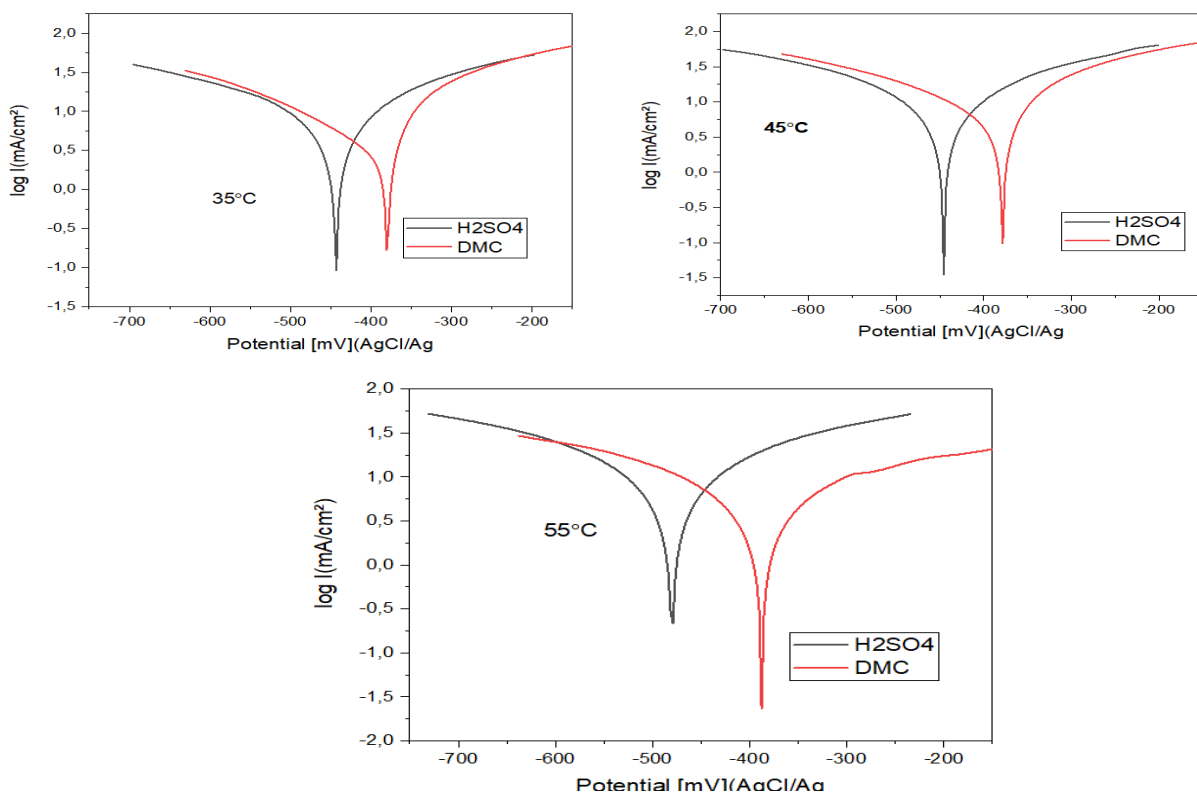 2,0
1,5
1,0
0,5
0,0
-0,5
-1,0
-1,5
log I(mA/cm²)
35°C
H2SO4
DMC
-700 -600 -500 -400 -300 -200
Potential [mV](AgCl/Ag
2,0
1,5
1,0
0,5
0,0
-0,5
-1,0
-1,5
log I(mA/cm²)
45°C
H2SO4
DMC
-700 -600 -500 -400 -300 -200
Potential [mV](AgCl/Ag
2,0
1,5
1,0
0,5
0,0
-0,5
-1,0
-1,5
-2,0
log I(mA/cm²)
55°C
H2SO4
DMC
-700 -600 -500 -400 -300 -200
Potential [mV](AgCl/Ag